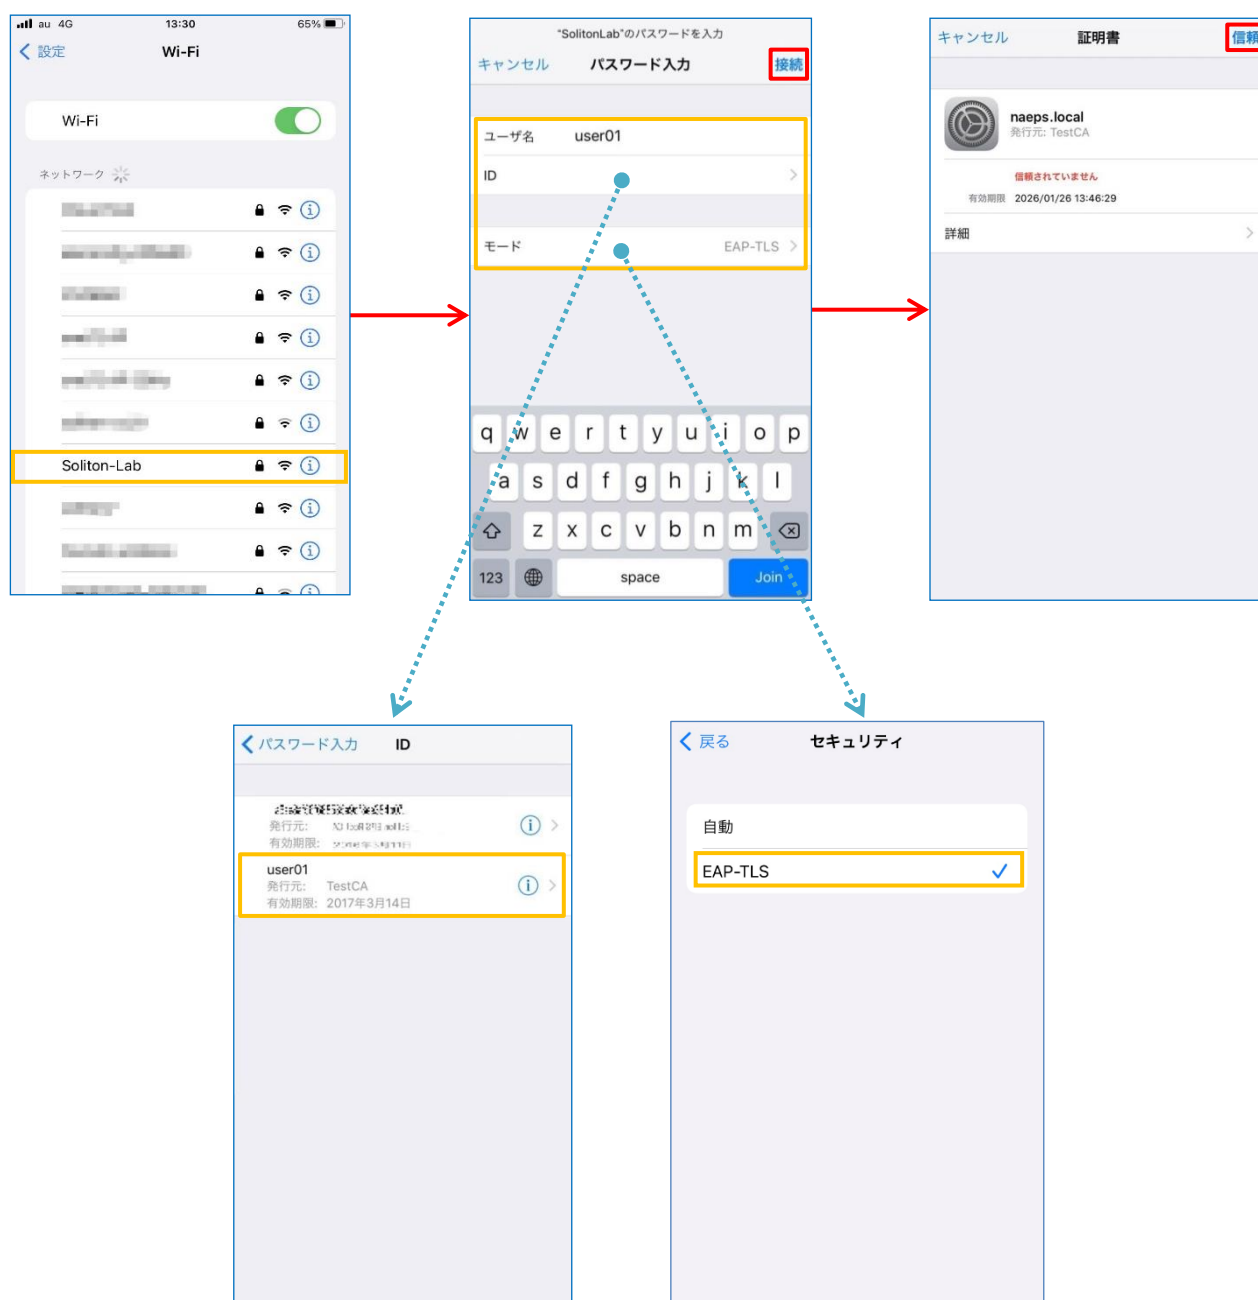 au 4G 13:30 65%
設定 Wi-Fi
Wi-Fi
ネットワーク
Soliton-Lab
"SolitonLab"のパスワードを入力
キャンセル パスワード入力 接続
ユーザ名 user01
ID
モード EAP-TLS
q w e r t y u i o p
a s d f g h j k l
z x c v b n m
123 space Join
キャンセル 証明書 信頼
naeps.local
発行元: TestCA
信頼されていません
有効期限 2026/01/26 13:46:29
詳細
パスワード入力 ID
発行元:
有効期限:
user01
発行元: TestCA
有効期限: 2017年3月14日
戻る セキュリティ
自動
EAP-TLS